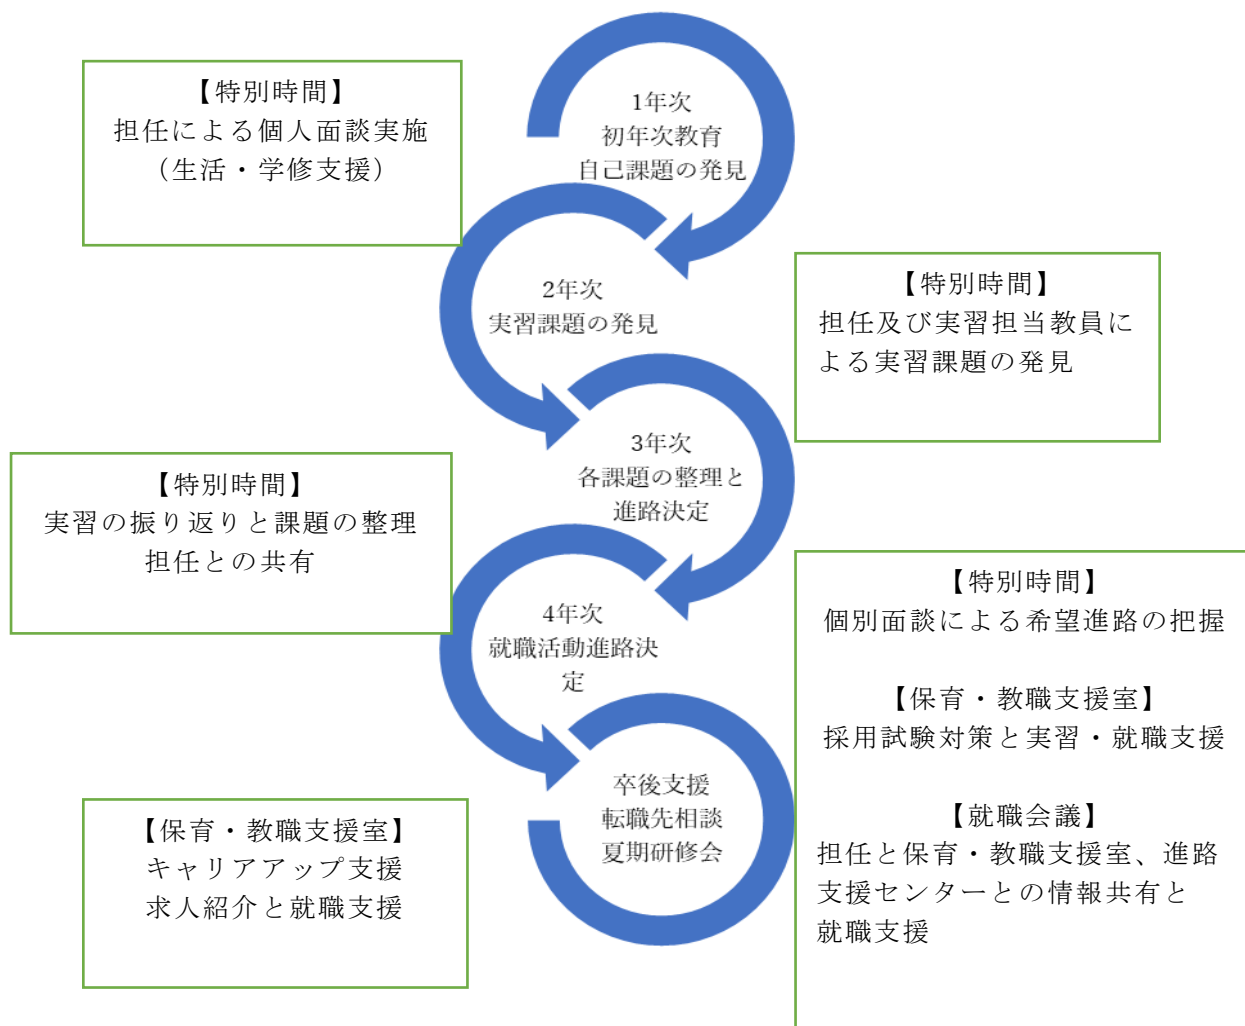 【特別時間】
担任による個人面談実施
（生活・学修支援）
1年次
初年次教育
自己課題の発見
2年次
実習課題の発見
【特別時間】
担任及び実習担当教員に
よる実習課題の発見
3年次
各課題の整理と
進路決定
【特別時間】
実習の振り返りと課題の整理
担任との共有
4年次
就職活動進路決
定
【特別時間】
個別面談による希望進路の把握
【保育・教職支援室】
採用試験対策と実習・就職支援
【就職会議】
担任と保育・教職支援室、進路
支援センターとの情報共有と
就職支援
卒後支援
転職先相談
夏期研修会
【保育・教職支援室】
キャリアアップ支援
求人紹介と就職支援